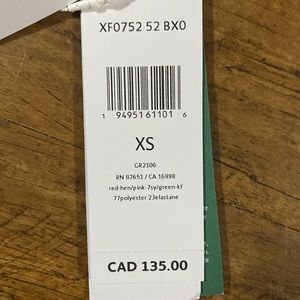 XF0752 52 BX0
1 94951 61101 6
XS
GR2106
RN 87651 / CA 16998
red-hen/pink-7sy/green-kf
77polyester 23elastane
CAD 135.00